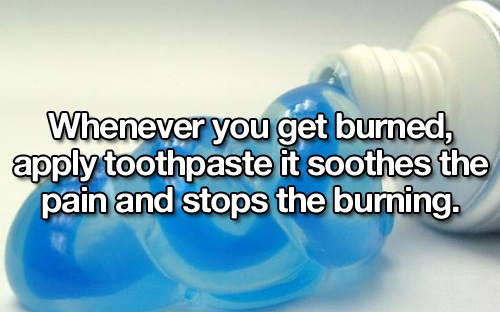 Whenever you get burned,
apply toothpaste it soothes the
pain and stops the burning.